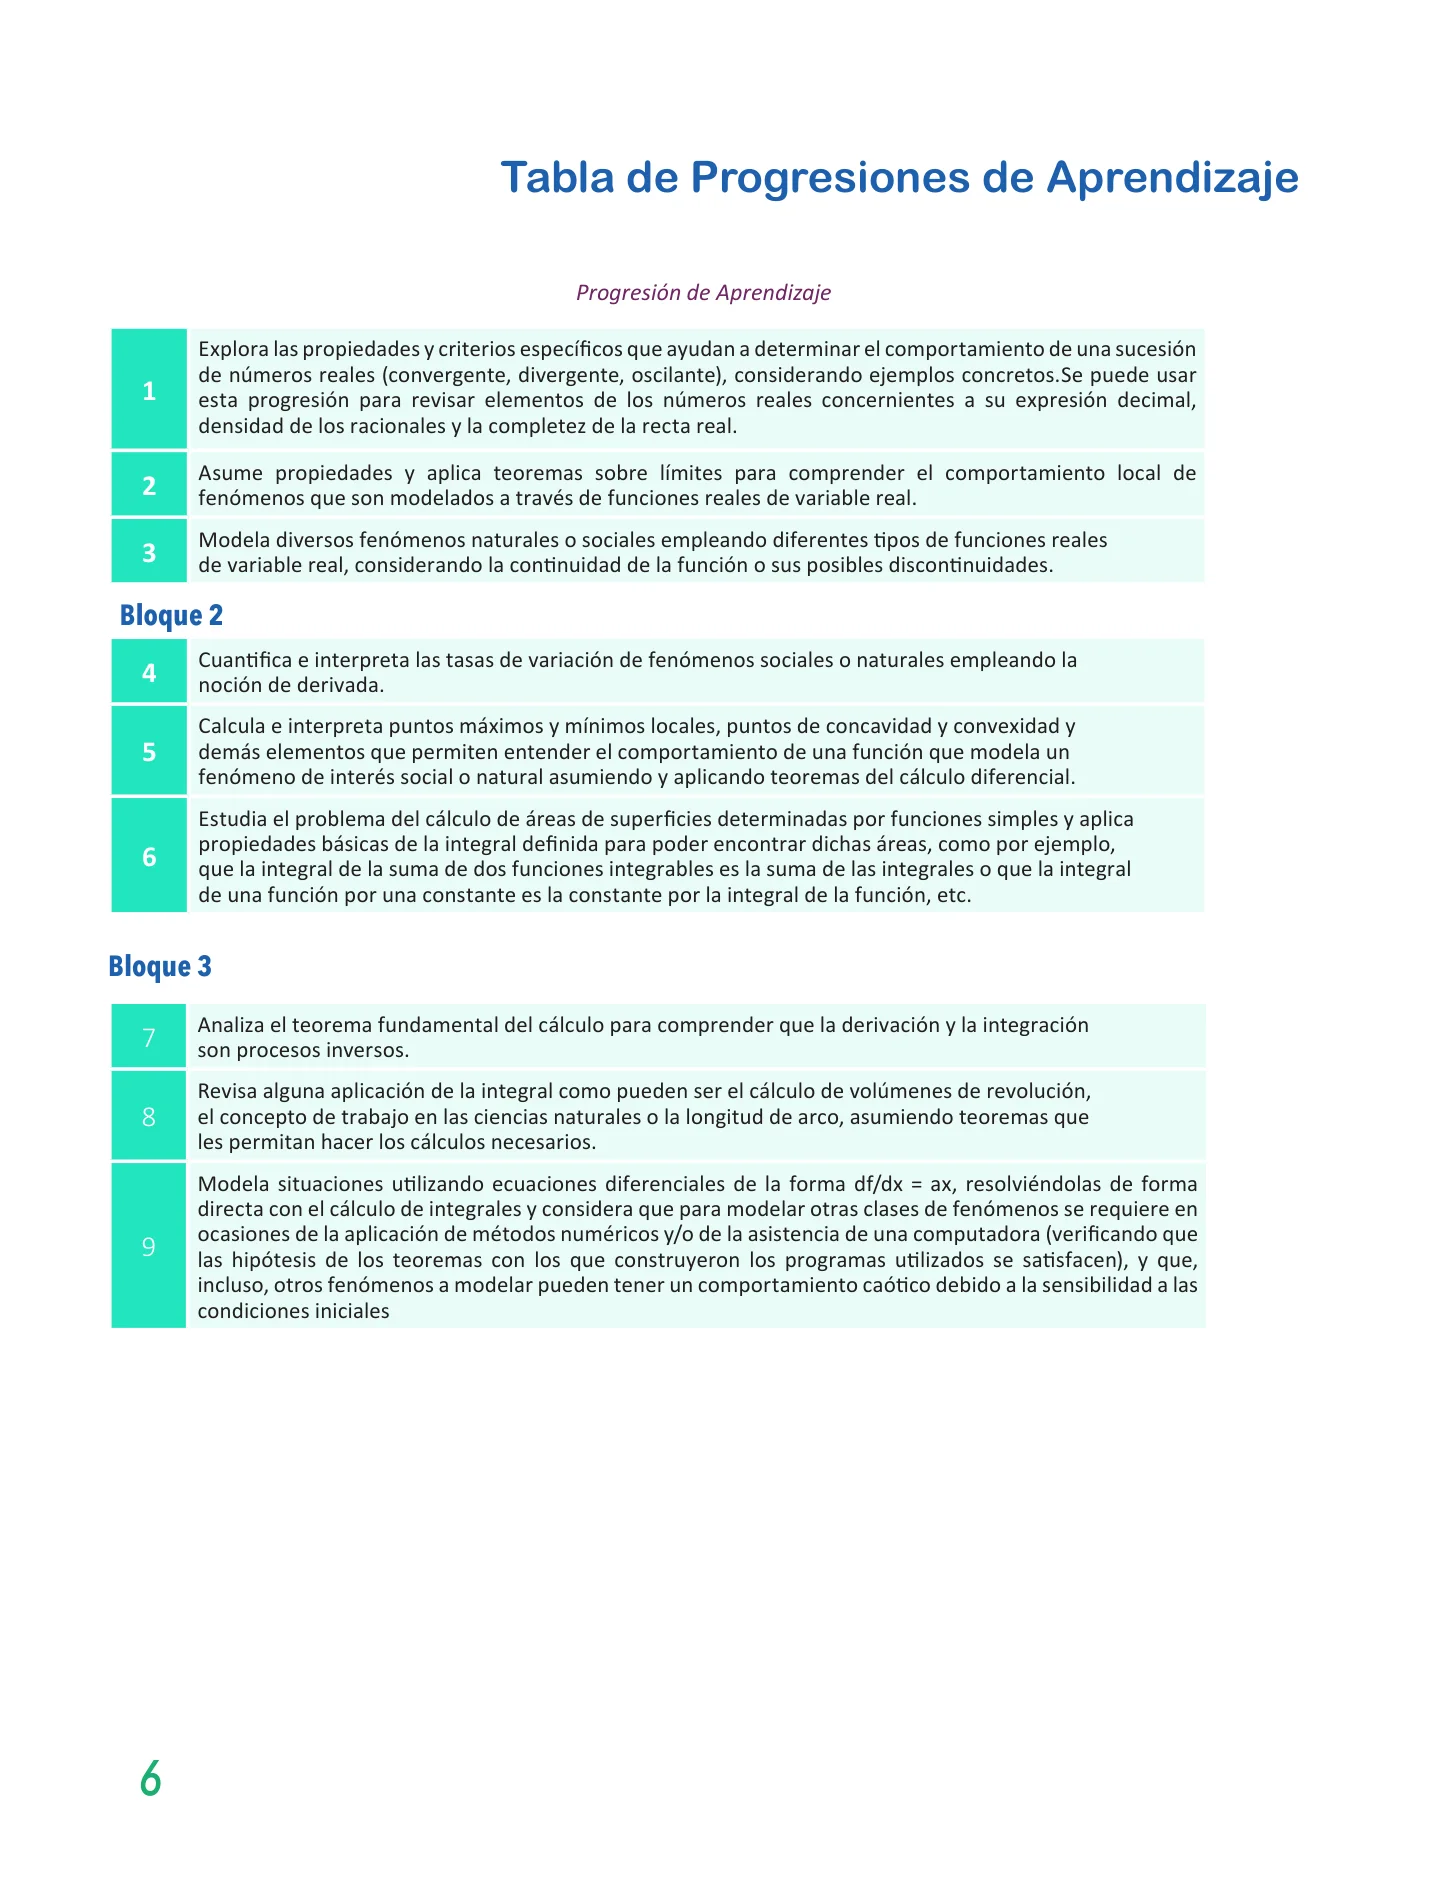 Tabla de Progresiones de Aprendizaje
Progresión de Aprendizaje
1
Explora las propiedades y criterios específicos que ayudan a determinar el comportamiento de una sucesión
de números reales (convergente, divergente, oscilante), considerando ejemplos concretos.Se puede usar
esta progresión para revisar elementos de los números reales concernientes a su expresión decimal,
densidad de los racionales y la completez de la recta real.
2
Asume propiedades y aplica teoremas sobre límites para comprender el comportamiento local de
fenómenos que son modelados a través de funciones reales de variable real.
3
Modela diversos fenómenos naturales o sociales empleando diferentes tipos de funciones reales
de variable real, considerando la continuidad de la función o sus posibles discontinuidades.
Bloque 2
4
Cuantifica e interpreta las tasas de variación de fenómenos sociales o naturales empleando la
noción de derivada.
5
Calcula e interpreta puntos máximos y mínimos locales, puntos de concavidad y convexidad y
demás elementos que permiten entender el comportamiento de una función que modela un
fenómeno de interés social o natural asumiendo y aplicando teoremas del cálculo diferencial.
6
Estudia el problema del cálculo de áreas de superficies determinadas por funciones simples y aplica
propiedades básicas de la integral definida para poder encontrar dichas áreas, como por ejemplo,
que la integral de la suma de dos funciones integrables es la suma de las integrales o que la integral
de una función por una constante es la constante por la integral de la función, etc.
Bloque 3
7
Analiza el teorema fundamental del cálculo para comprender que la derivación y la integración
son procesos inversos.
8
Revisa alguna aplicación de la integral como pueden ser el cálculo de volúmenes de revolución,
el concepto de trabajo en las ciencias naturales o la longitud de arco, asumiendo teoremas que
les permitan hacer los cálculos necesarios.
9
Modela situaciones utilizando ecuaciones diferenciales de la forma df/dx = ax, resolviéndolas de forma
directa con el cálculo de integrales y considera que para modelar otras clases de fenómenos se requiere en
ocasiones de la aplicación de métodos numéricos y/o de la asistencia de una computadora (verificando que
las hipótesis de los teoremas con los que construyeron los programas utilizados se satisfacen), y que,
incluso, otros fenómenos a modelar pueden tener un comportamiento caótico debido a la sensibilidad a las
condiciones iniciales
6